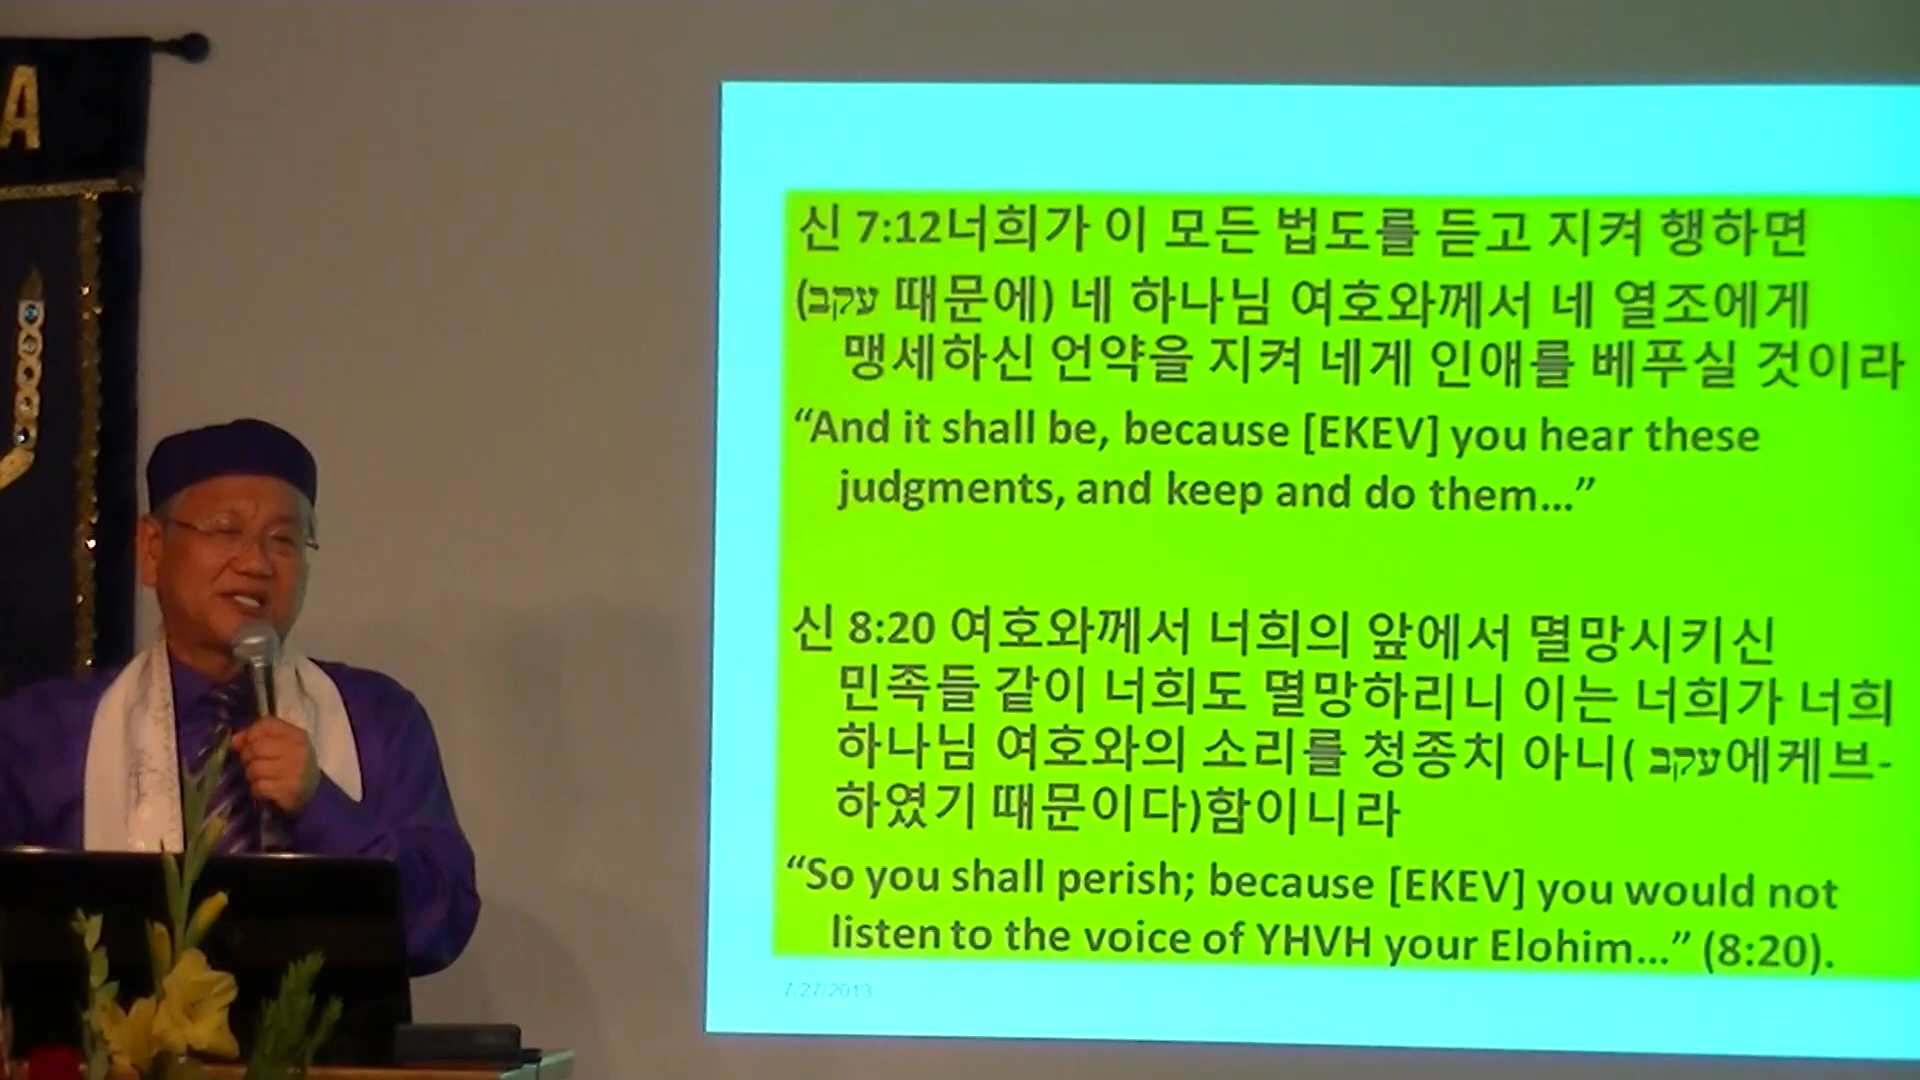 A
신 7:12너희가 이 모든 법도를 듣고 지켜 행하면
(עקב 때문에) 네 하나님 여호와께서 네 열조에게
맹세하신 언약을 지켜 네게 인애를 베푸실 것이라
“And it shall be, because [EKEV] you hear these
judgments, and keep and do them...”
신 8:20 여호와께서 너희의 앞에서 멸망시키신
민족들 같이 너희도 멸망하리니 이는 너희가 너희
하나님 여호와의 소리를 청종치 아니( עקב에케브-
하였기 때문이다)함이니라
“So you shall perish; because [EKEV] you would not
listen to the voice of YHVH your Elohim...” (8:20).
7/27/2013